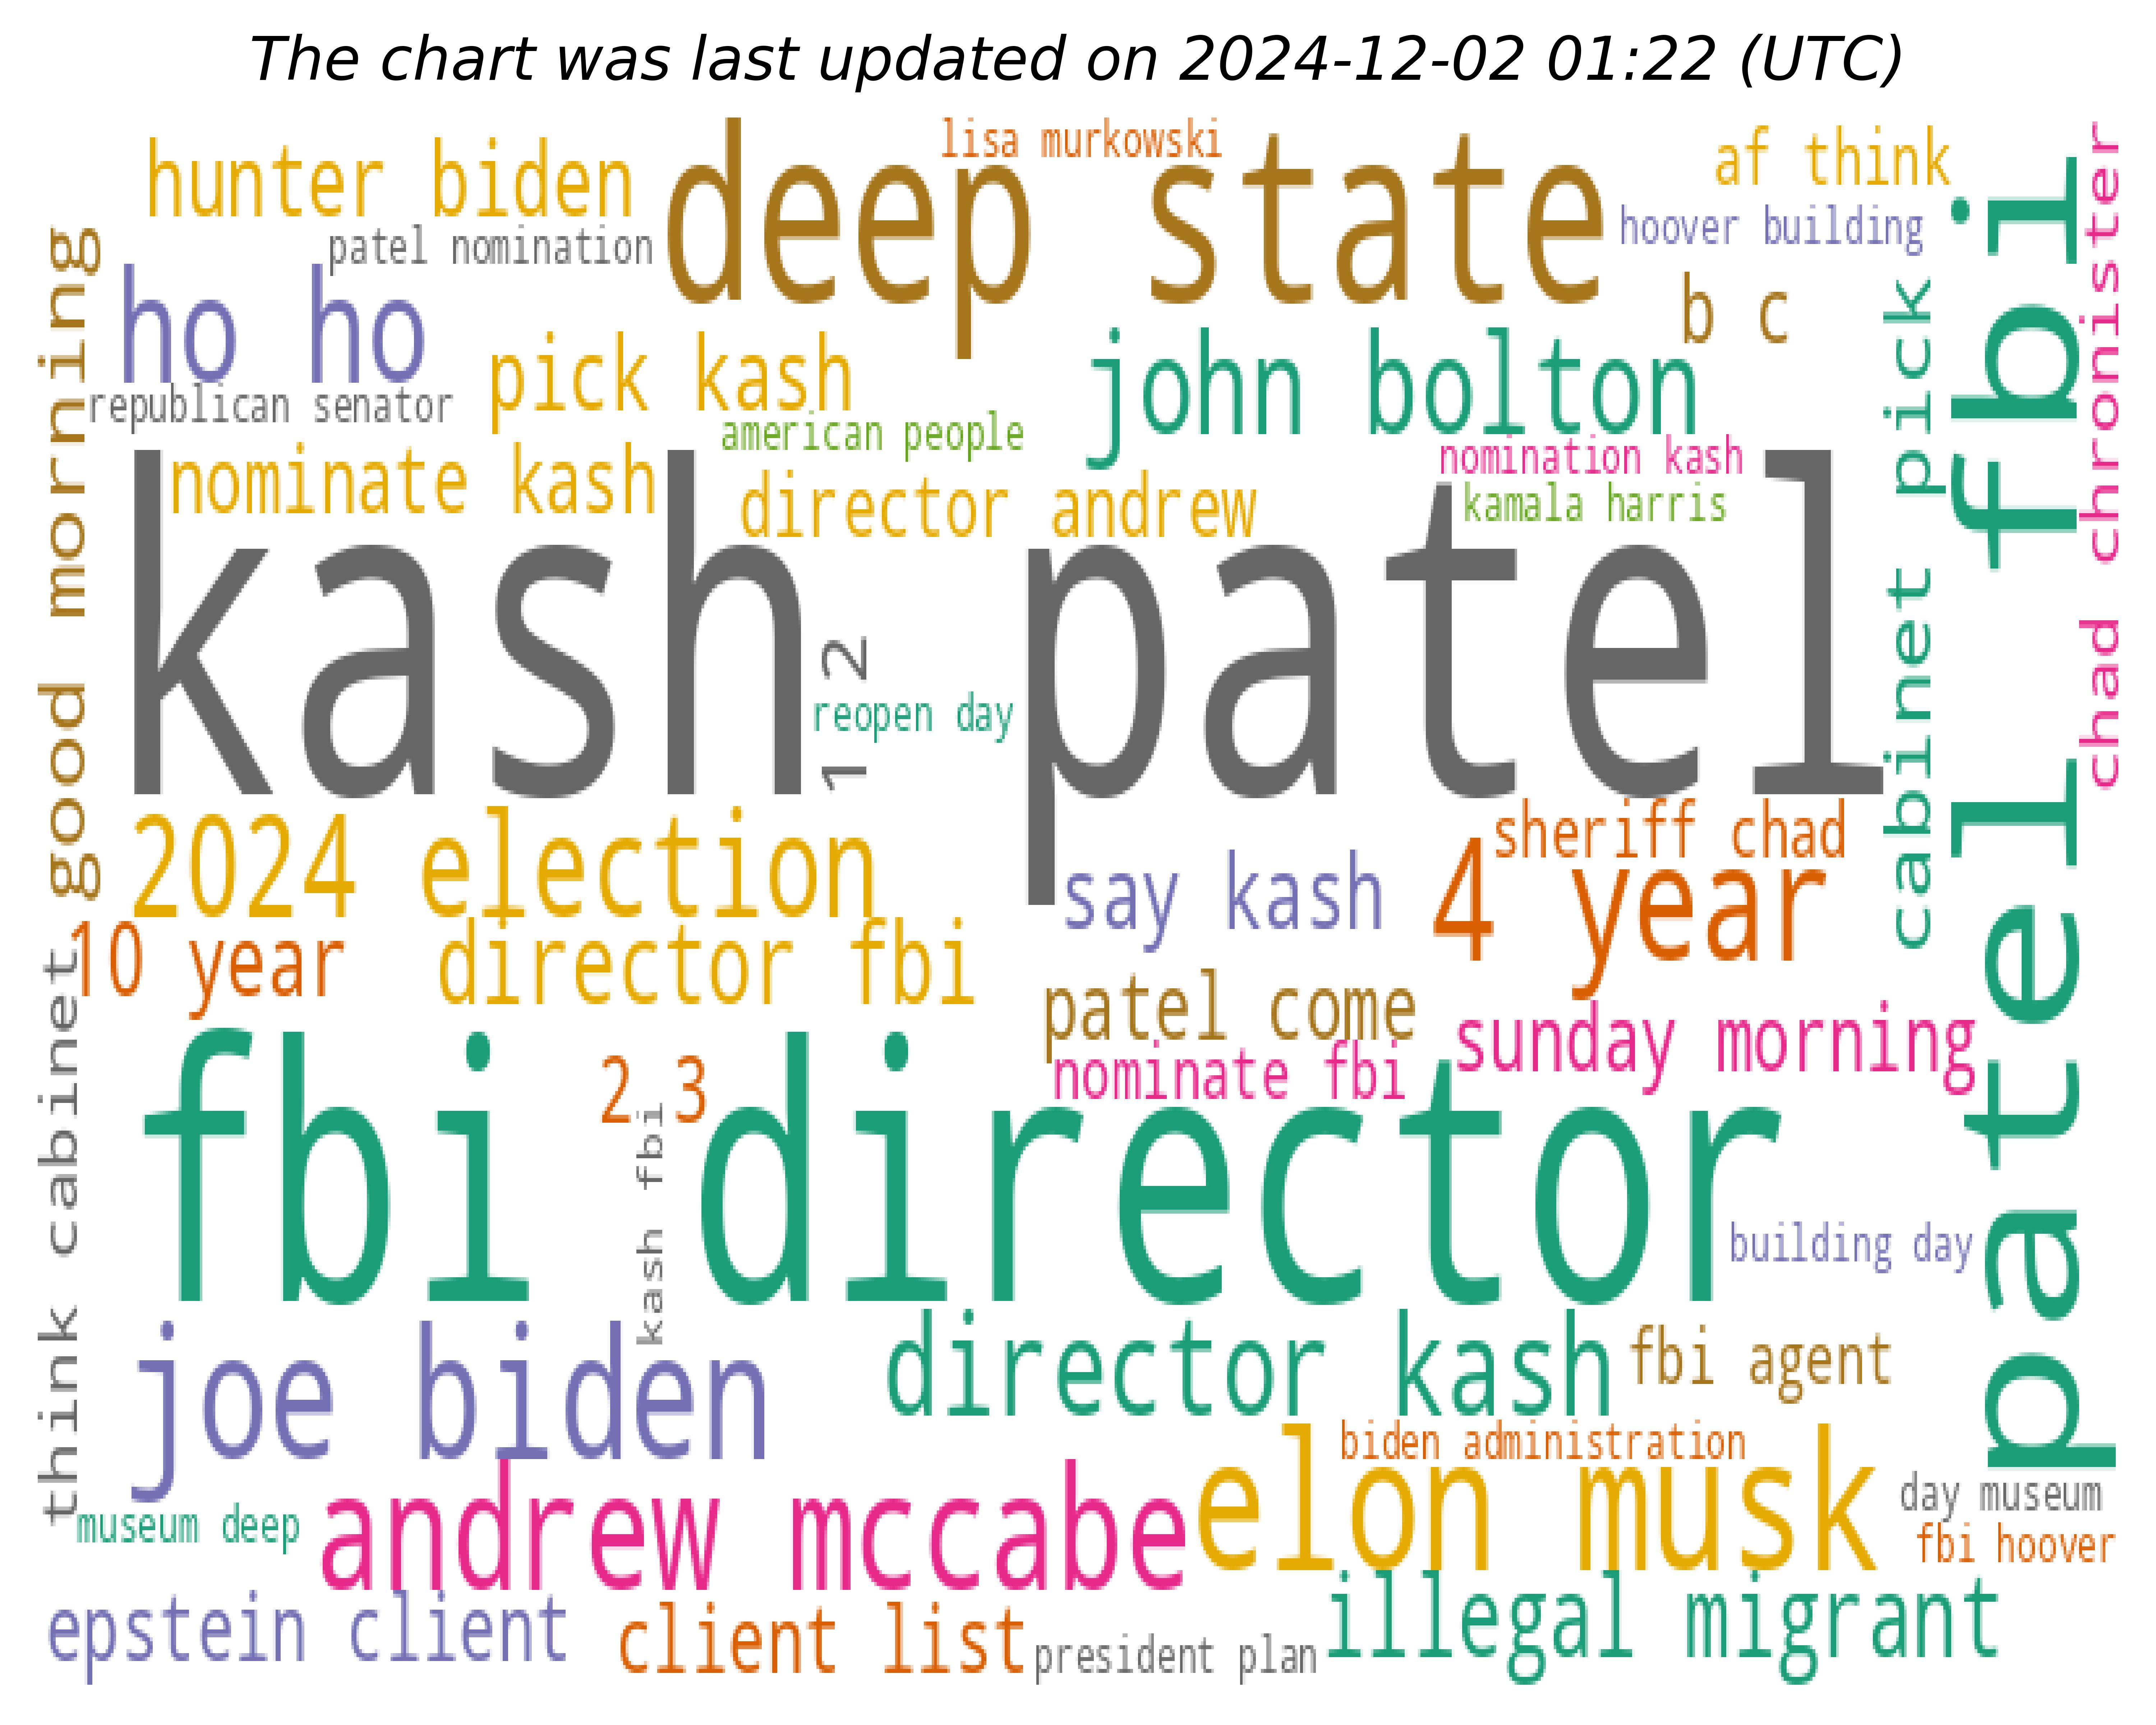 The chart was last updated on 2024-12-02 01:22 (UTC)
lisa murkowski
hunter biden
deep state
af think
patel nomination
hoover building
ho ho
b c
pick kash
john bolton
republican senator
american people
nomination kash
nominate kash
director andrew
kamala harris
good morning
kash patel
1 2
reopen day
cabinet pick
patel fbi
chad chronister
2024 election
sheriff chad
say kash
4 year
10 year
director fbi
patel come
sunday morning
nominate fbi
2 3
fbi director
kash fbi
think cabinet
building day
joe biden
director kash
fbi agent
biden administration
elon musk
day museum
museum deep
andrew mccabe
fbi hoover
epstein client
client list
president plan
illegal migrant